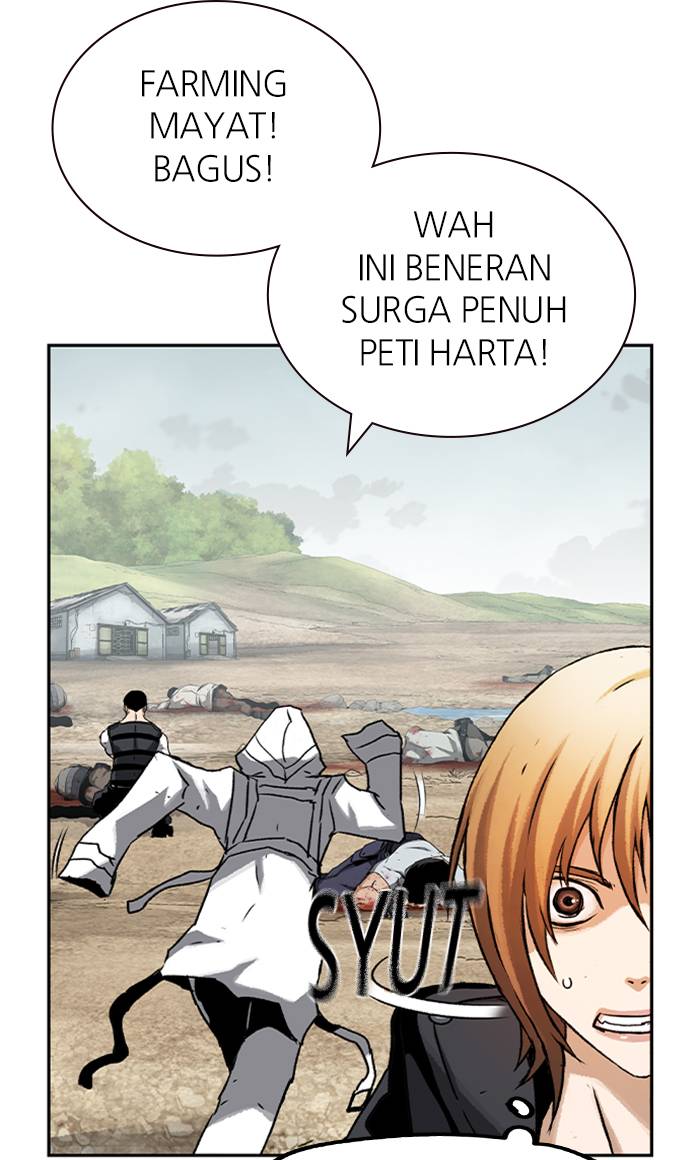 FARMING
MAYAT!
BAGUS!
WAH
INI BENERAN
SURGA PENUH
PETI HARTA!
SYUT